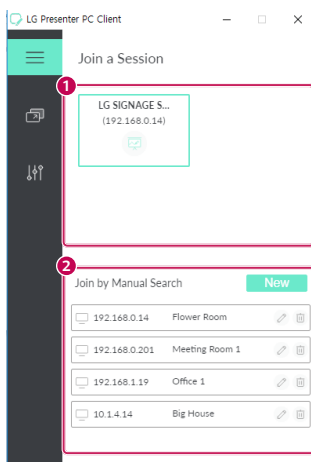 LG Presenter PC Client
Join a Session
1
LG SIGNAGE S...
(192.168.0.14)
2
Join by Manual Search New
192.168.0.14 Flower Room
192.168.0.201 Meeting Room 1
192.168.1.19 Office 1
10.1.4.14 Big House